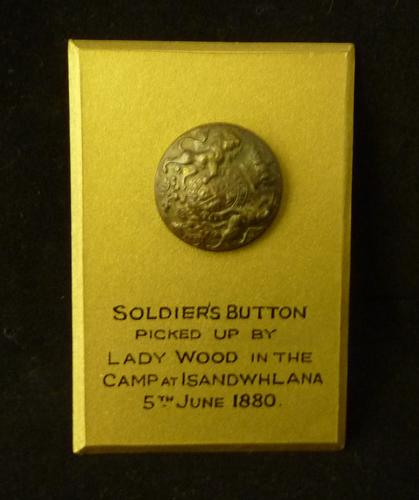 SOLDIER'S BUTTON
PICKED UP BY
LADY WOOD IN THE
CAMP AT ISANDWHLANA
5TH JUNE 1880.